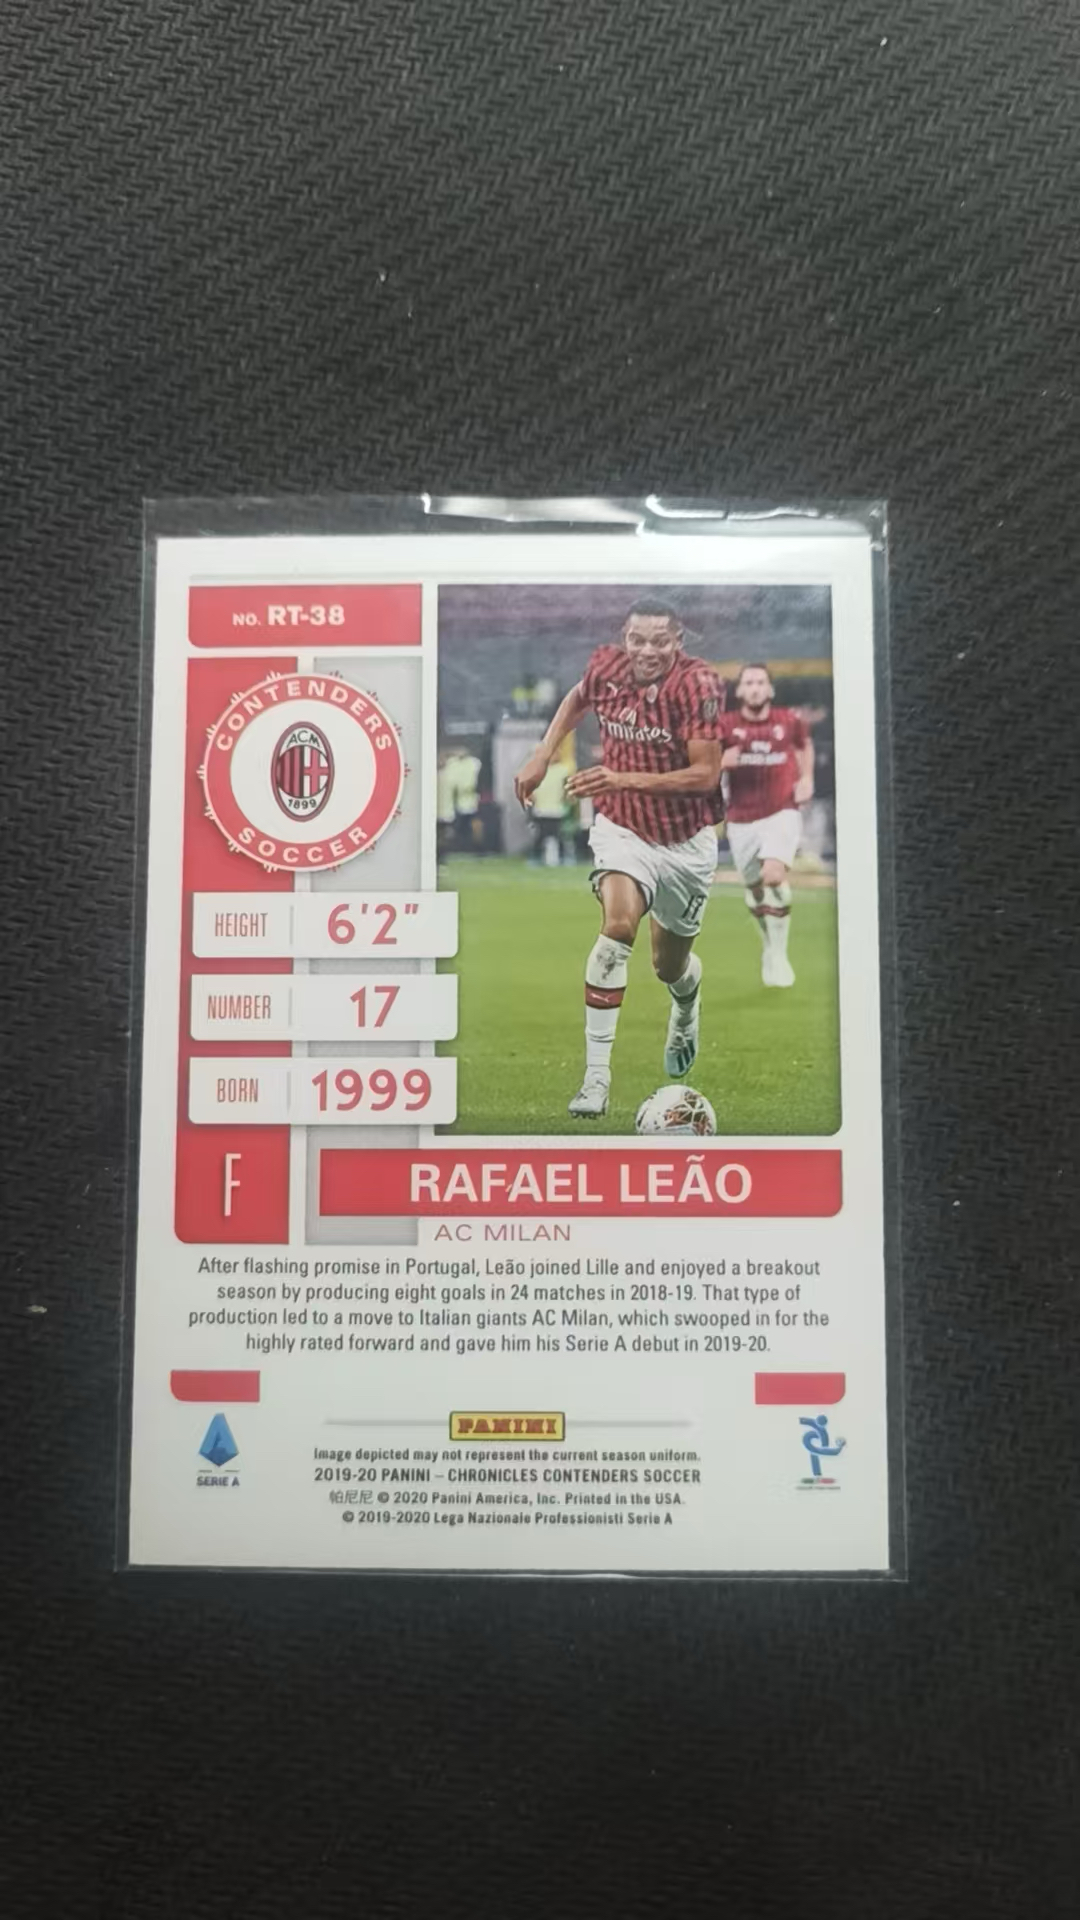 NO. RT-38
CONTENDERS
ACM
1899
SOCCER
Emirates
17
HEIGHT 6'2"
NUMBER 17
BORN 1999
F
RAFAEL LEÃO
AC MILAN
After flashing promise in Portugal, Leão joined Lille and enjoyed a breakout
season by producing eight goals in 24 matches in 2018-19. That type of
production led to a move to Italian giants AC Milan, which swooped in for the
highly rated forward and gave him his Serie A debut in 2019-20.
SERIE A
PANINI
Image depicted may not represent the current season uniform.
2019-20 PANINI – CHRONICLES CONTENDERS SOCCER
帕尼尼 © 2020 Panini America, Inc. Printed in the USA.
© 2019-2020 Lega Nazionale Professionisti Serie A